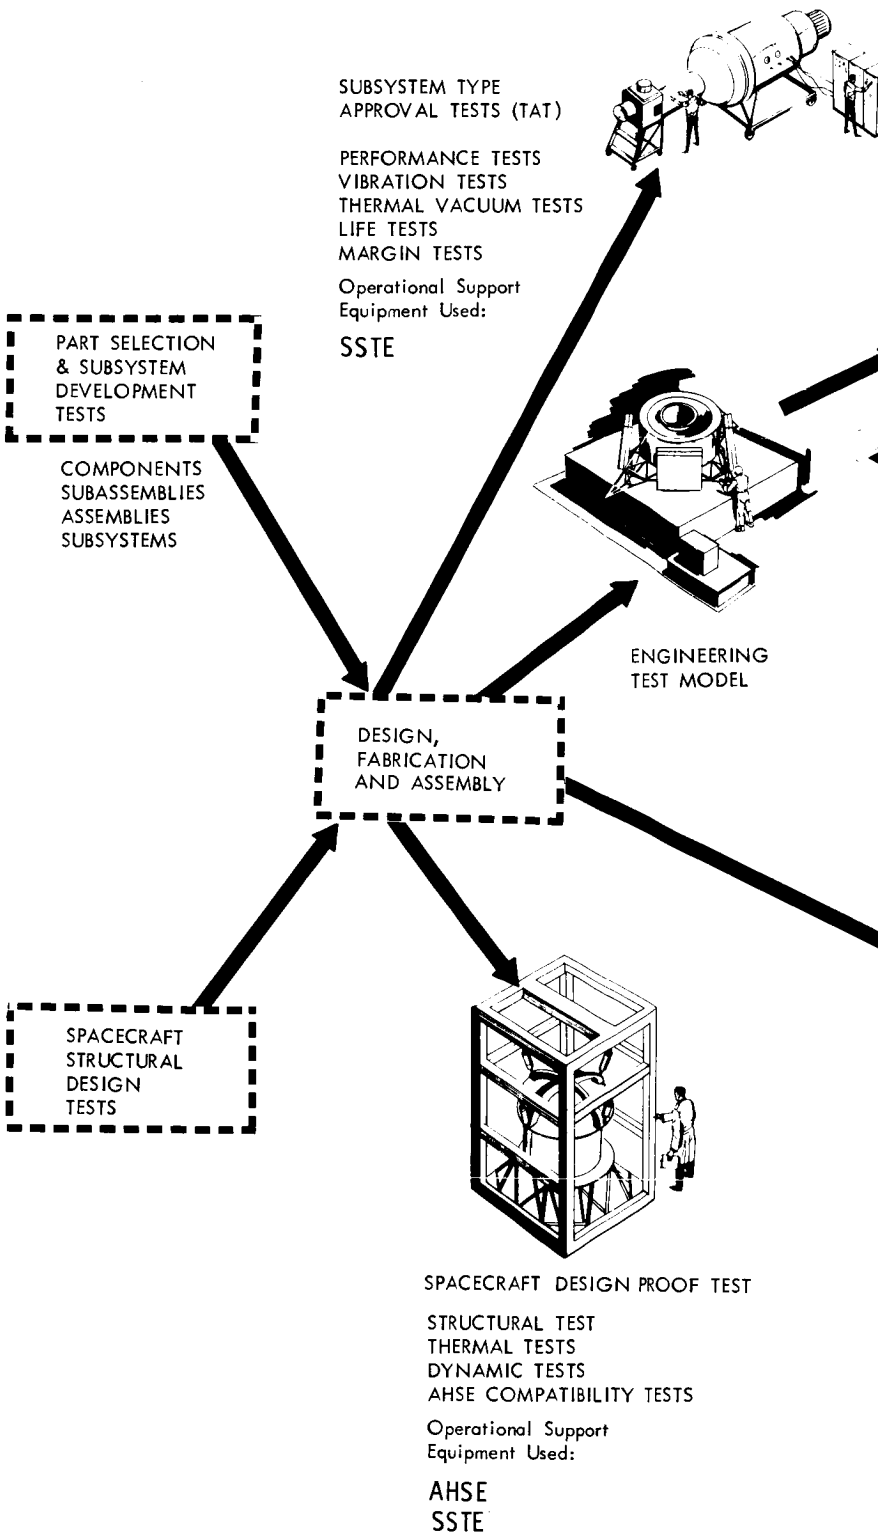 SUBSYSTEM TYPE
APPROVAL TESTS (TAT)
PERFORMANCE TESTS
VIBRATION TESTS
THERMAL VACUUM TESTS
LIFE TESTS
MARGIN TESTS
Operational Support
Equipment Used:
SSTE
PART SELECTION
& SUBSYSTEM
DEVELOPMENT
TESTS
COMPONENTS
SUBASSEMBLIES
ASSEMBLIES
SUBSYSTEMS
ENGINEERING
TEST MODEL
DESIGN,
FABRICATION
AND ASSEMBLY
SPACECRAFT
STRUCTURAL
DESIGN
TESTS
SPACECRAFT DESIGN PROOF TEST
STRUCTURAL TEST
THERMAL TESTS
DYNAMIC TESTS
AHSE COMPATIBILITY TESTS
Operational Support
Equipment Used:
AHSE
SSTE